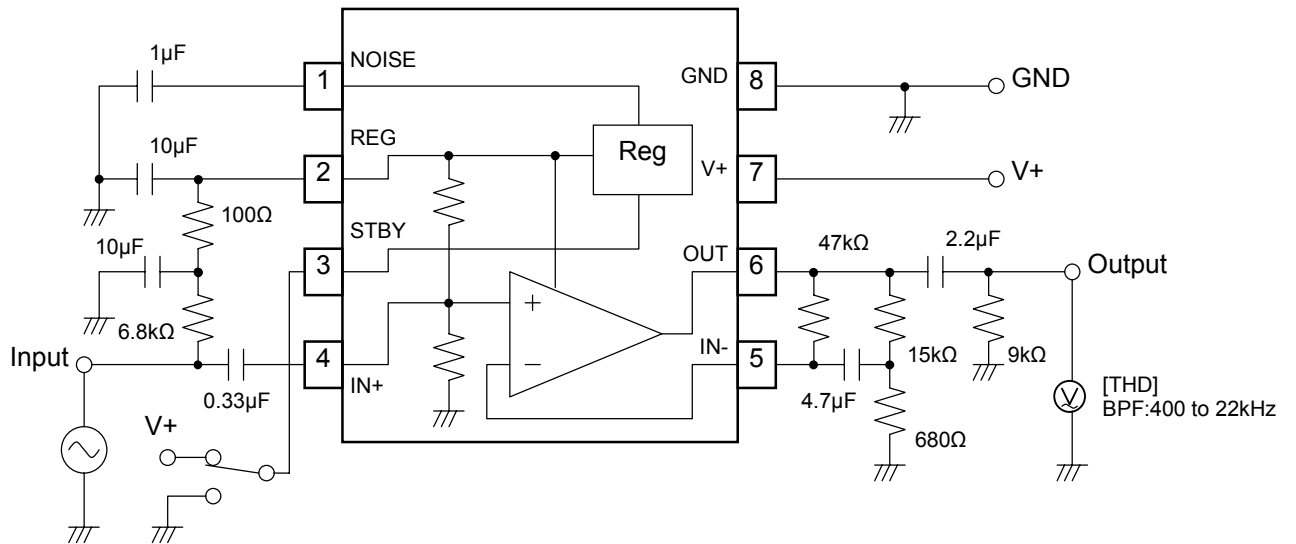 1µF
1
NOISE
GND
8
GND
10µF
2
REG
Reg
V+
7
V+
100Ω
10µF
3
STBY
OUT
6
47kΩ
2.2µF
Output
6.8kΩ
+
Input
0.33µF
4
IN+
−
IN-
5
4.7µF
15kΩ
9kΩ
680Ω
V
[THD]
BPF:400 to 22kHz
V+